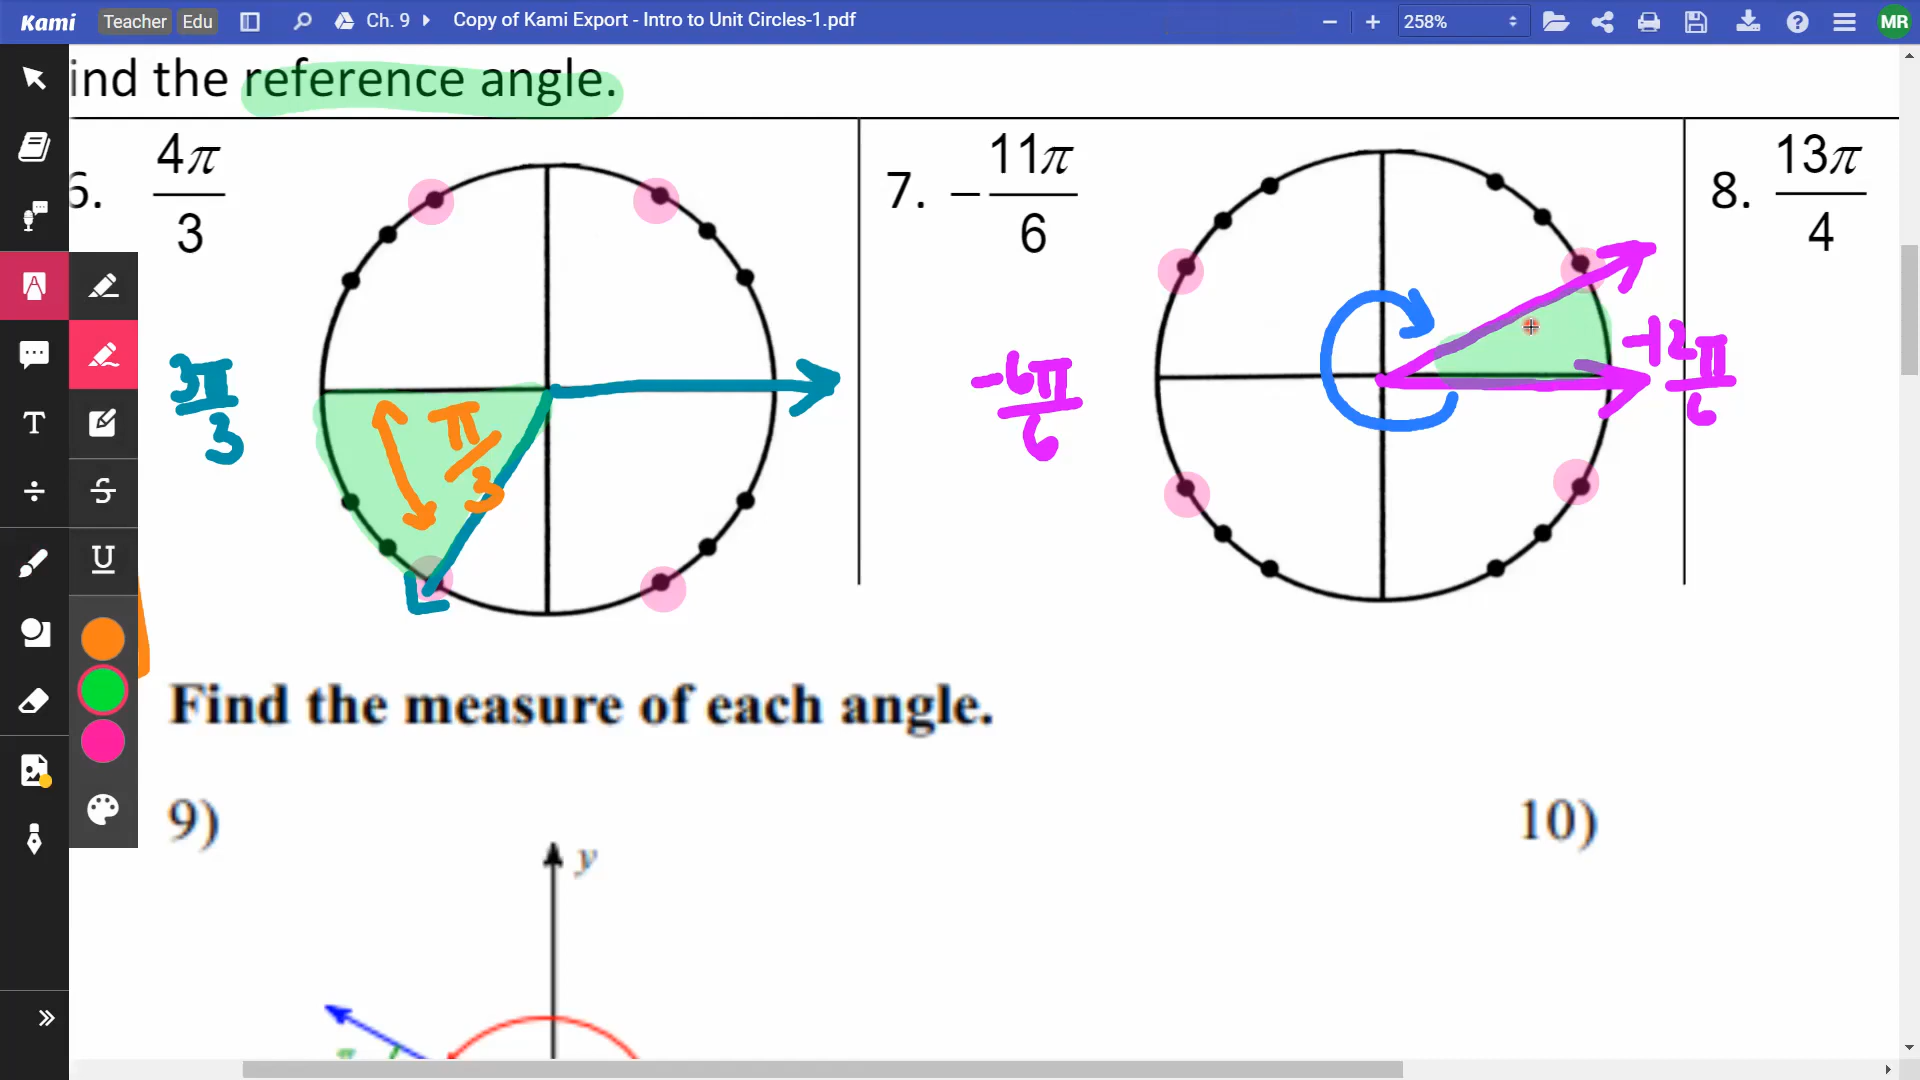 Kami Teacher Edu Ch. 9 Copy of Kami Export - Intro to Unit Circles-1.pdf 258% MR
ind the reference angle.
6. 4π/3
7. -11π/6
8. 13π/4
3π/3
π/3
-6π/6
-12π/6
Find the measure of each angle.
9)
10)
y